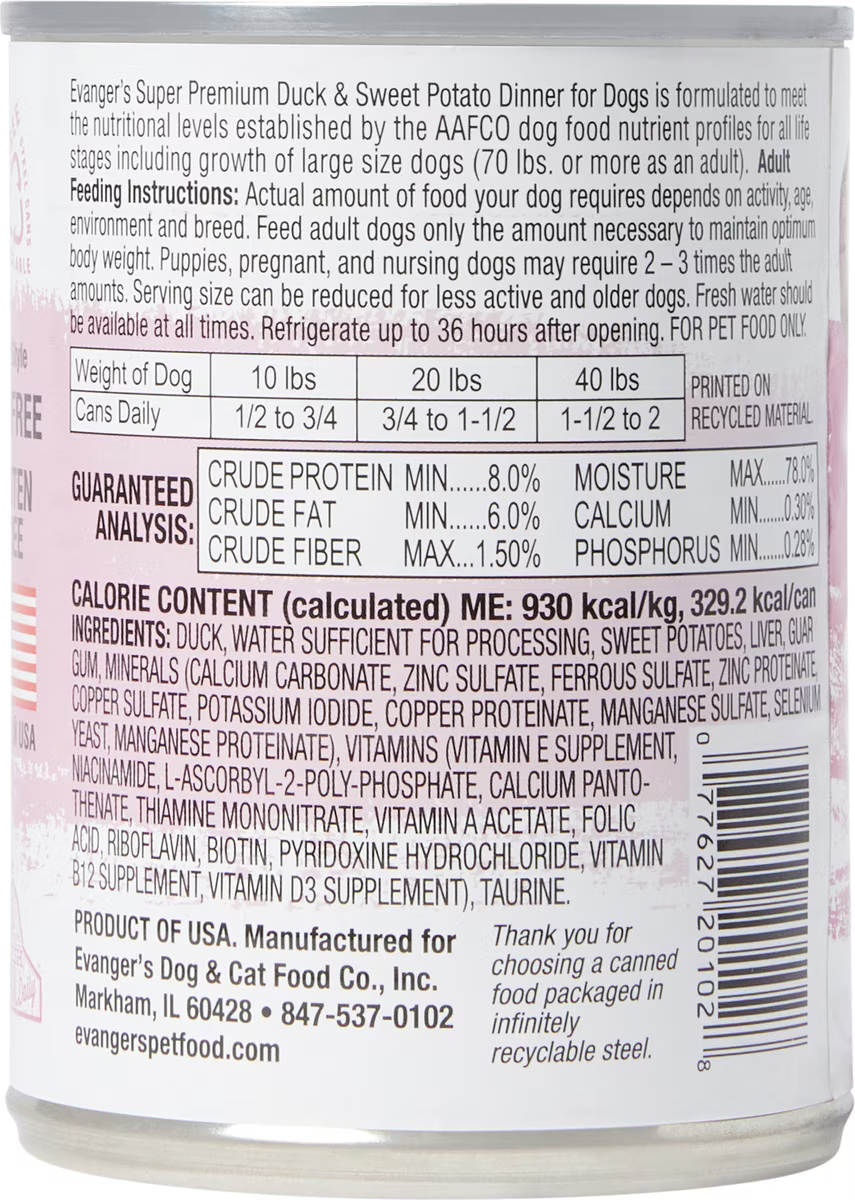 Evanger's Super Premium Duck & Sweet Potato Dinner for Dogs is formulated to meet
the nutritional levels established by the AAFCO dog food nutrient profiles for all life
stages including growth of large size dogs (70 lbs. or more as an adult). Adult
Feeding Instructions: Actual amount of food your dog requires depends on activity, age,
environment and breed. Feed adult dogs only the amount necessary to maintain optimum
body weight. Puppies, pregnant, and nursing dogs may require 2 – 3 times the adult
amounts. Serving size can be reduced for less active and older dogs. Fresh water should
be available at all times. Refrigerate up to 36 hours after opening. FOR PET FOOD ONLY.
Weight of Dog 10 lbs 20 lbs 40 lbs
Cans Daily 1/2 to 3/4 3/4 to 1-1/2 1-1/2 to 2
PRINTED ON
RECYCLED MATERIAL.
GUARANTEED
ANALYSIS:
CRUDE PROTEIN MIN......8.0% MOISTURE MAX.....78.0%
CRUDE FAT MIN......6.0% CALCIUM MIN......0.30%
CRUDE FIBER MAX...1.50% PHOSPHORUS MIN......0.28%
CALORIE CONTENT (calculated) ME: 930 kcal/kg, 329.2 kcal/can
INGREDIENTS: DUCK, WATER SUFFICIENT FOR PROCESSING, SWEET POTATOES, LIVER, GUAR
GUM, MINERALS (CALCIUM CARBONATE, ZINC SULFATE, FERROUS SULFATE, ZINC PROTEINATE,
COPPER SULFATE, POTASSIUM IODIDE, COPPER PROTEINATE, MANGANESE SULFATE, SELENIUM
YEAST, MANGANESE PROTEINATE), VITAMINS (VITAMIN E SUPPLEMENT,
NIACINAMIDE, L-ASCORBYL-2-POLY-PHOSPHATE, CALCIUM PANTO-
THENATE, THIAMINE MONONITRATE, VITAMIN A ACETATE, FOLIC
ACID, RIBOFLAVIN, BIOTIN, PYRIDOXINE HYDROCHLORIDE, VITAMIN
B12 SUPPLEMENT, VITAMIN D3 SUPPLEMENT), TAURINE.
PRODUCT OF USA. Manufactured for
Evanger's Dog & Cat Food Co., Inc.
Markham, IL 60428 • 847-537-0102
evangerspetfood.com
Thank you for
choosing a canned
food packaged in
infinitely
recyclable steel.
0 77627 20102 8
USA